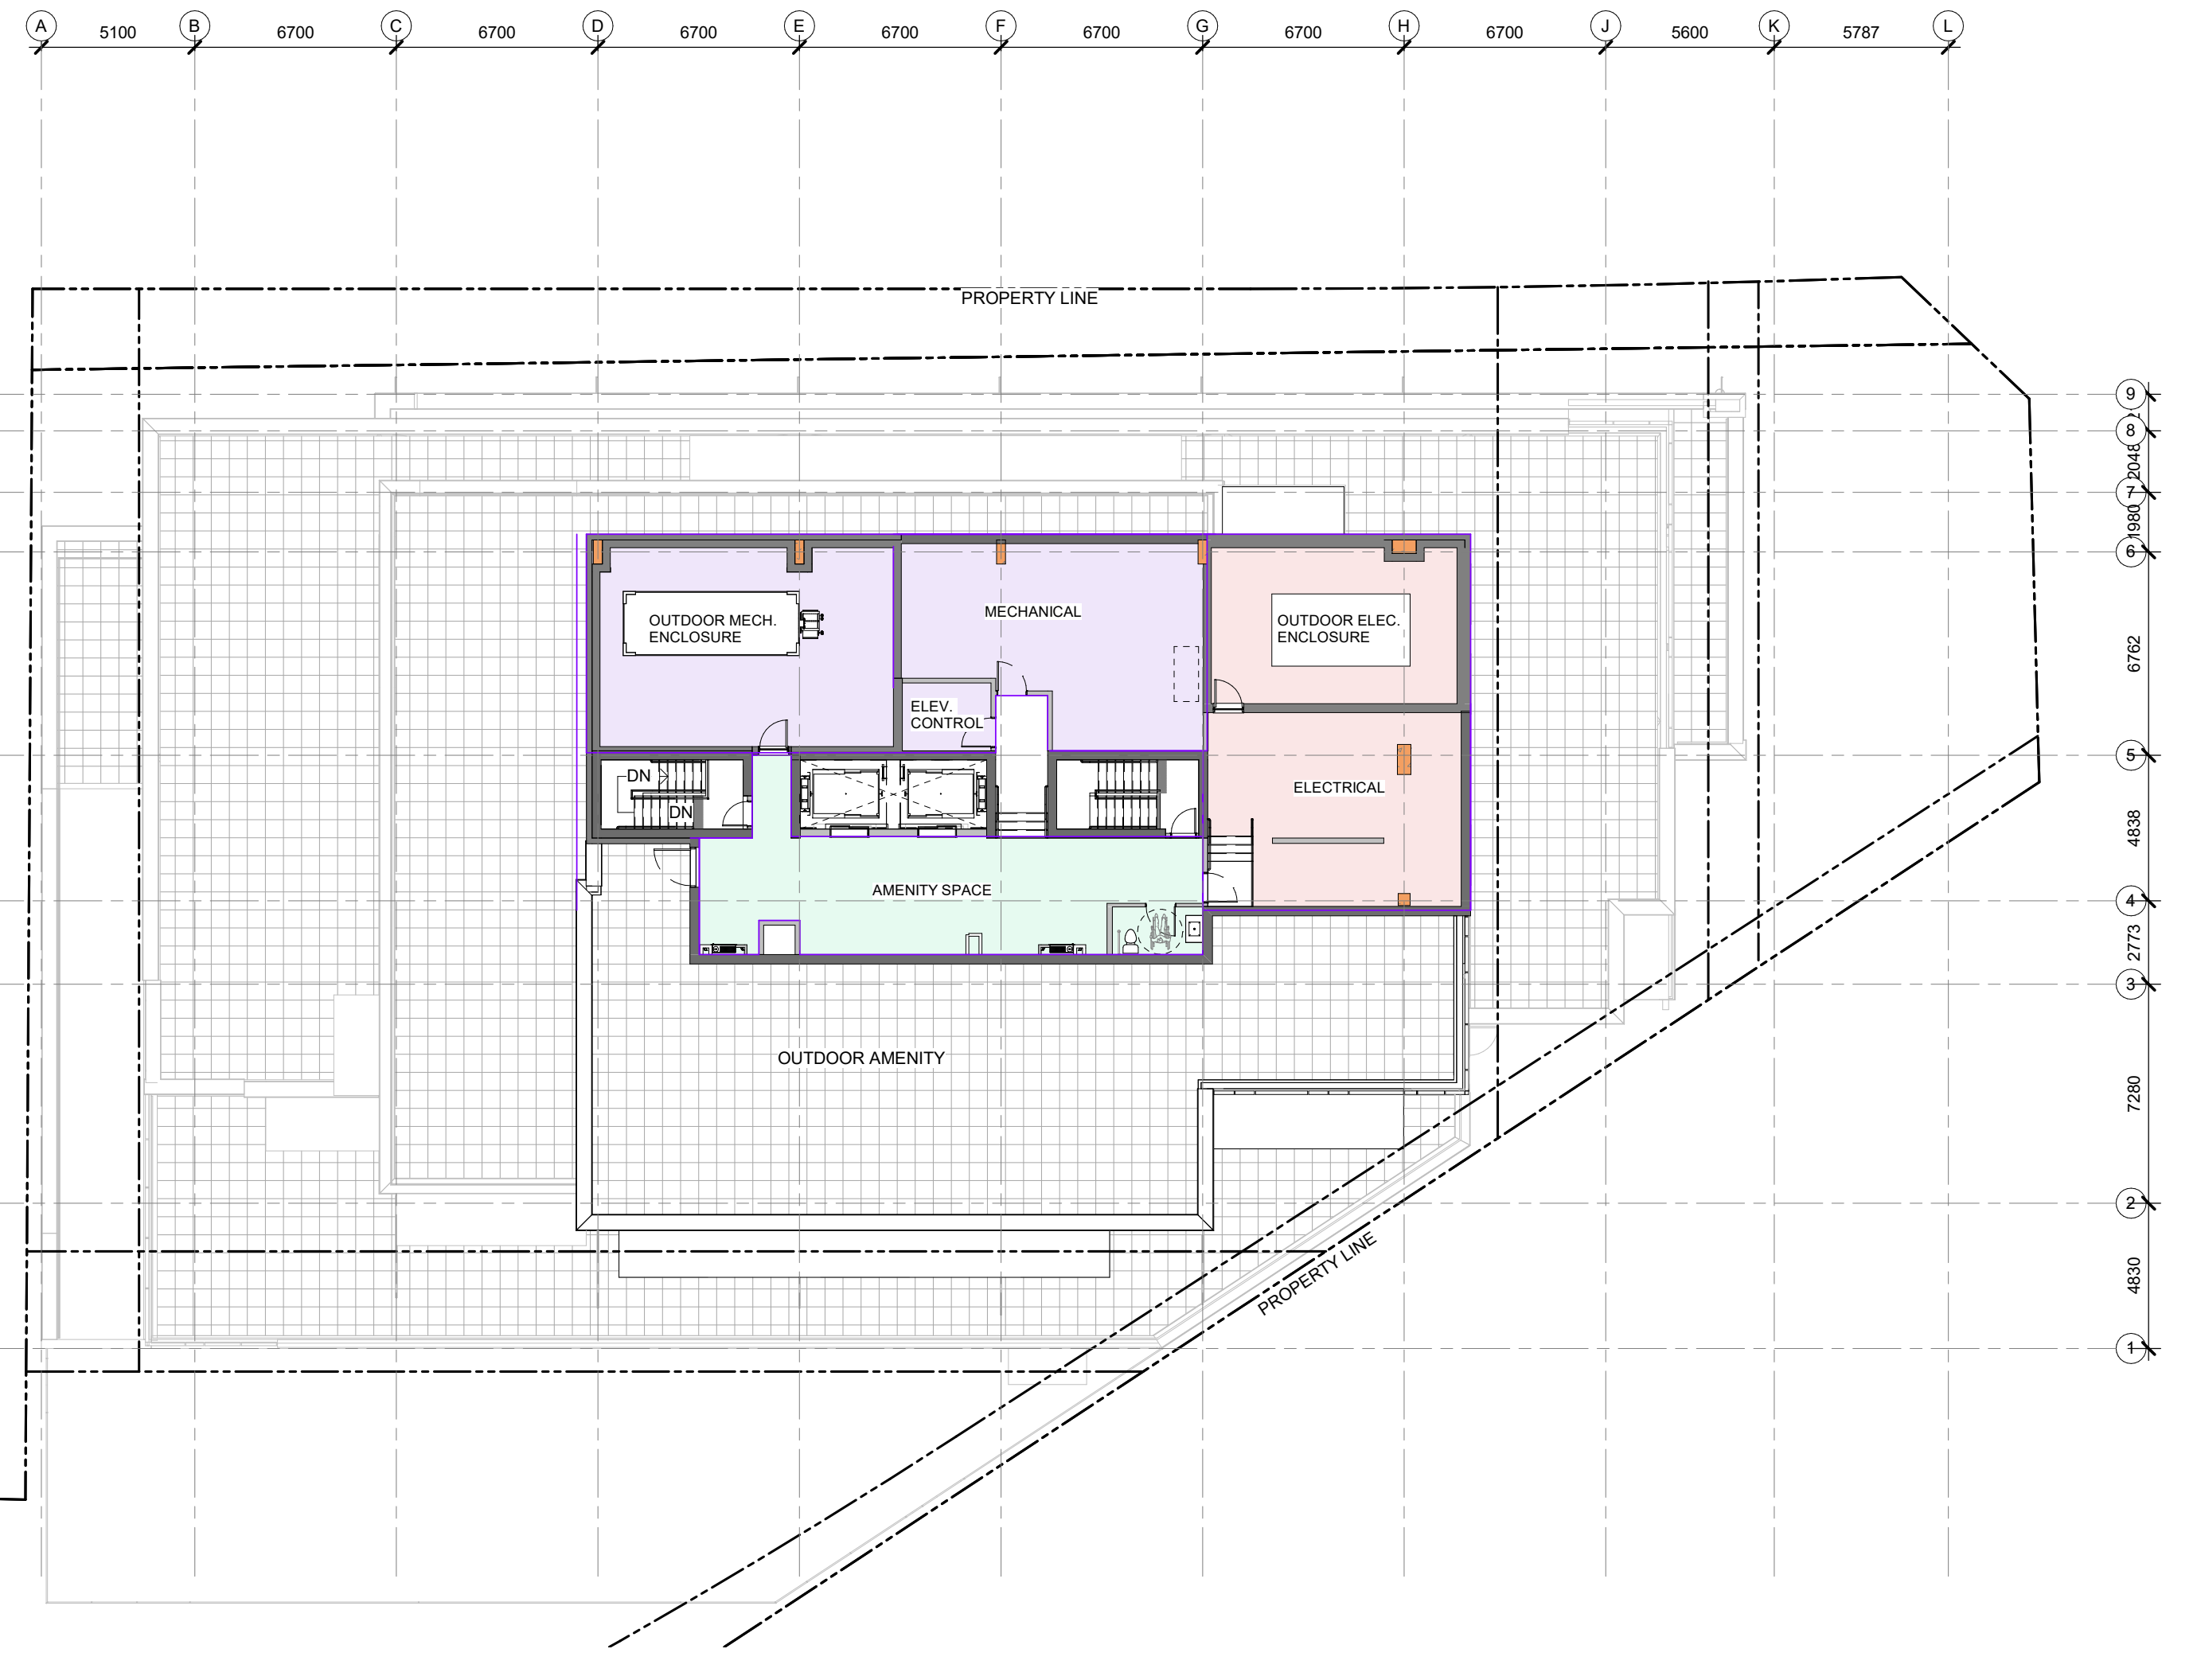 A B C D E F G H J K L
5100 6700 6700 6700 6700 6700 6700 6700 5600 5787
PROPERTY LINE
9
8
2048
7
1980
6
OUTDOOR MECH.
ENCLOSURE
MECHANICAL
OUTDOOR ELEC.
ENCLOSURE
6762
ELEV.
CONTROL
5
DN
DN
ELECTRICAL
4838
AMENITY SPACE
4
2773
3
OUTDOOR AMENITY
7280
2
PROPERTY LINE
4830
1